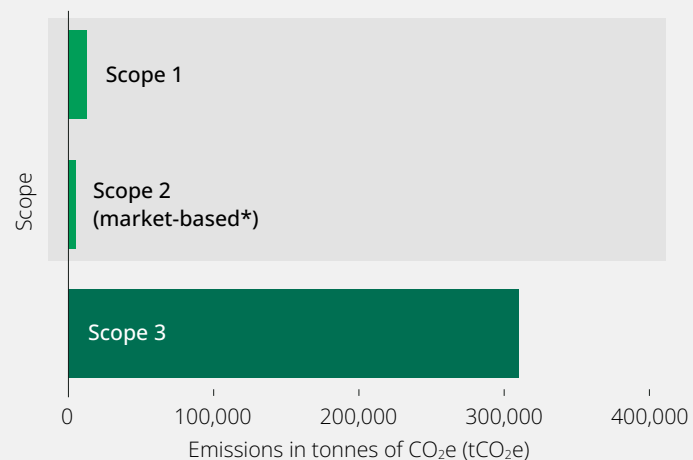 Scope 1
Scope
Scope 2
(market-based*)
Scope 3
0
100,000
200,000
300,000
400,000
Emissions in tonnes of CO₂e (tCO₂e)